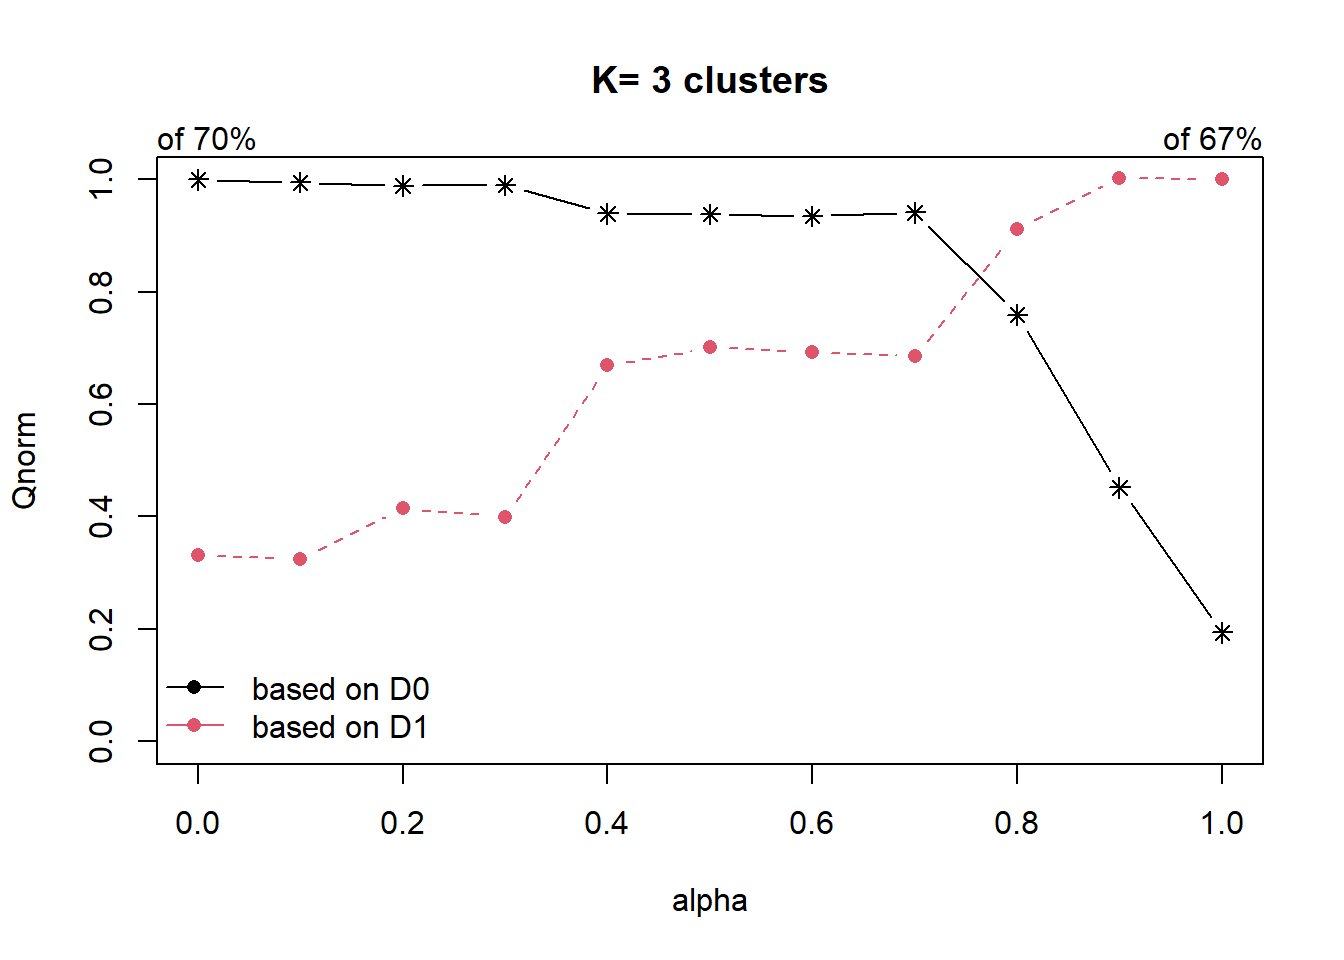 K= 3 clusters
of 70%
of 67%
Qnorm
1.0
0.8
0.6
0.4
0.2
0.0
based on D0
based on D1
0.0 0.2 0.4 0.6 0.8 1.0
alpha